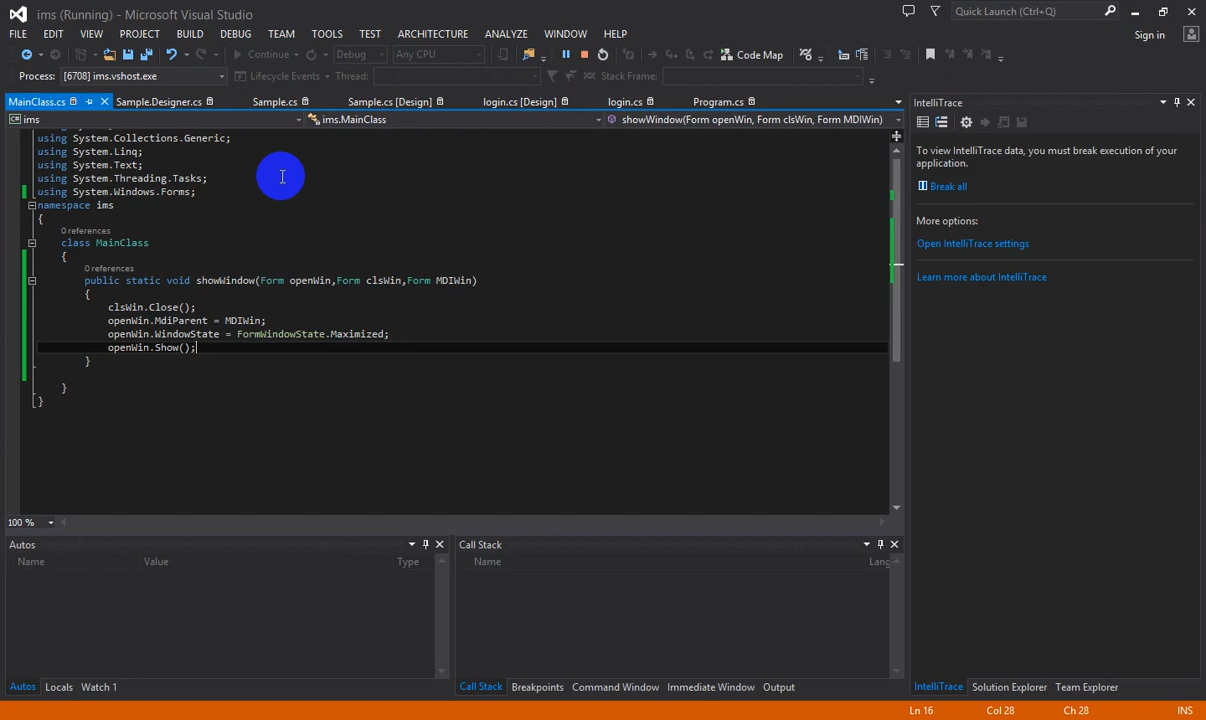 ims (Running) - Microsoft Visual Studio
Quick Launch (Ctrl+Q)
FILE EDIT VIEW PROJECT BUILD DEBUG TEAM TOOLS TEST ARCHITECTURE ANALYZE WINDOW HELP
Sign in
Continue Debug Any CPU Code Map
Process: [6708] ims.vshost.exe Lifecycle Events Thread: Stack Frame:
MainClass.cs Sample.Designer.cs Sample.cs Sample.cs [Design] login.cs [Design] login.cs Program.cs
ims ims.MainClass showWindow(Form openWin, Form clsWin, Form MDIWin)
using System.Collections.Generic;
using System.Linq;
using System.Text;
using System.Threading.Tasks;
using System.Windows.Forms;
namespace ims
{
0 references
class MainClass
{
0 references
public static void showWindow(Form openWin,Form clsWin,Form MDIWin)
{
clsWin.Close();
openWin.MdiParent = MDIWin;
openWin.WindowState = FormWindowState.Maximized;
openWin.Show();
}
}
}
100 %
IntelliTrace
To view IntelliTrace data, you must break execution of your
application.
Break all
More options:
Open IntelliTrace settings
Learn more about IntelliTrace
Autos
Name Value Type
Call Stack
Name Lang
Autos Locals Watch 1
Call Stack Breakpoints Command Window Immediate Window Output
IntelliTrace Solution Explorer Team Explorer
Ln 16 Col 28 Ch 28 INS